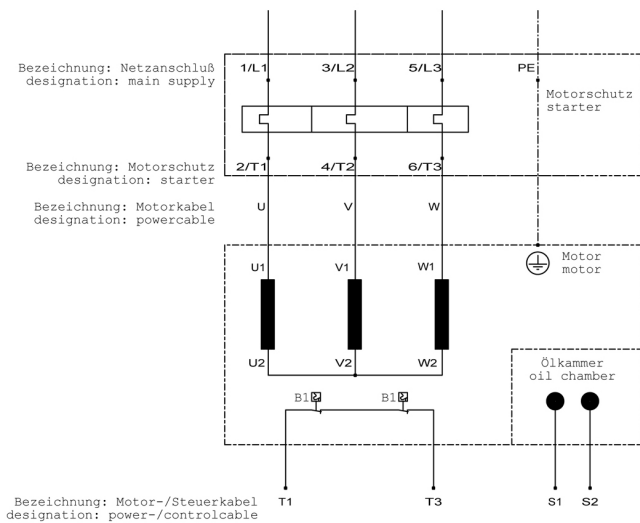 Bezeichnung: Netzanschluß
designation: main supply
1/L1 3/L2 5/L3 PE
Motorschutz
starter
Bezeichnung: Motorschutz
designation: starter
2/T1 4/T2 6/T3
Bezeichnung: Motorkabel
designation: powercable
U V W
Motor
motor
U1 V1 W1
U2 V2 W2
Ölkammer
oil chamber
B1 B1
Bezeichnung: Motor-/Steuerkabel
designation: power-/controlcable
T1 T3 S1 S2